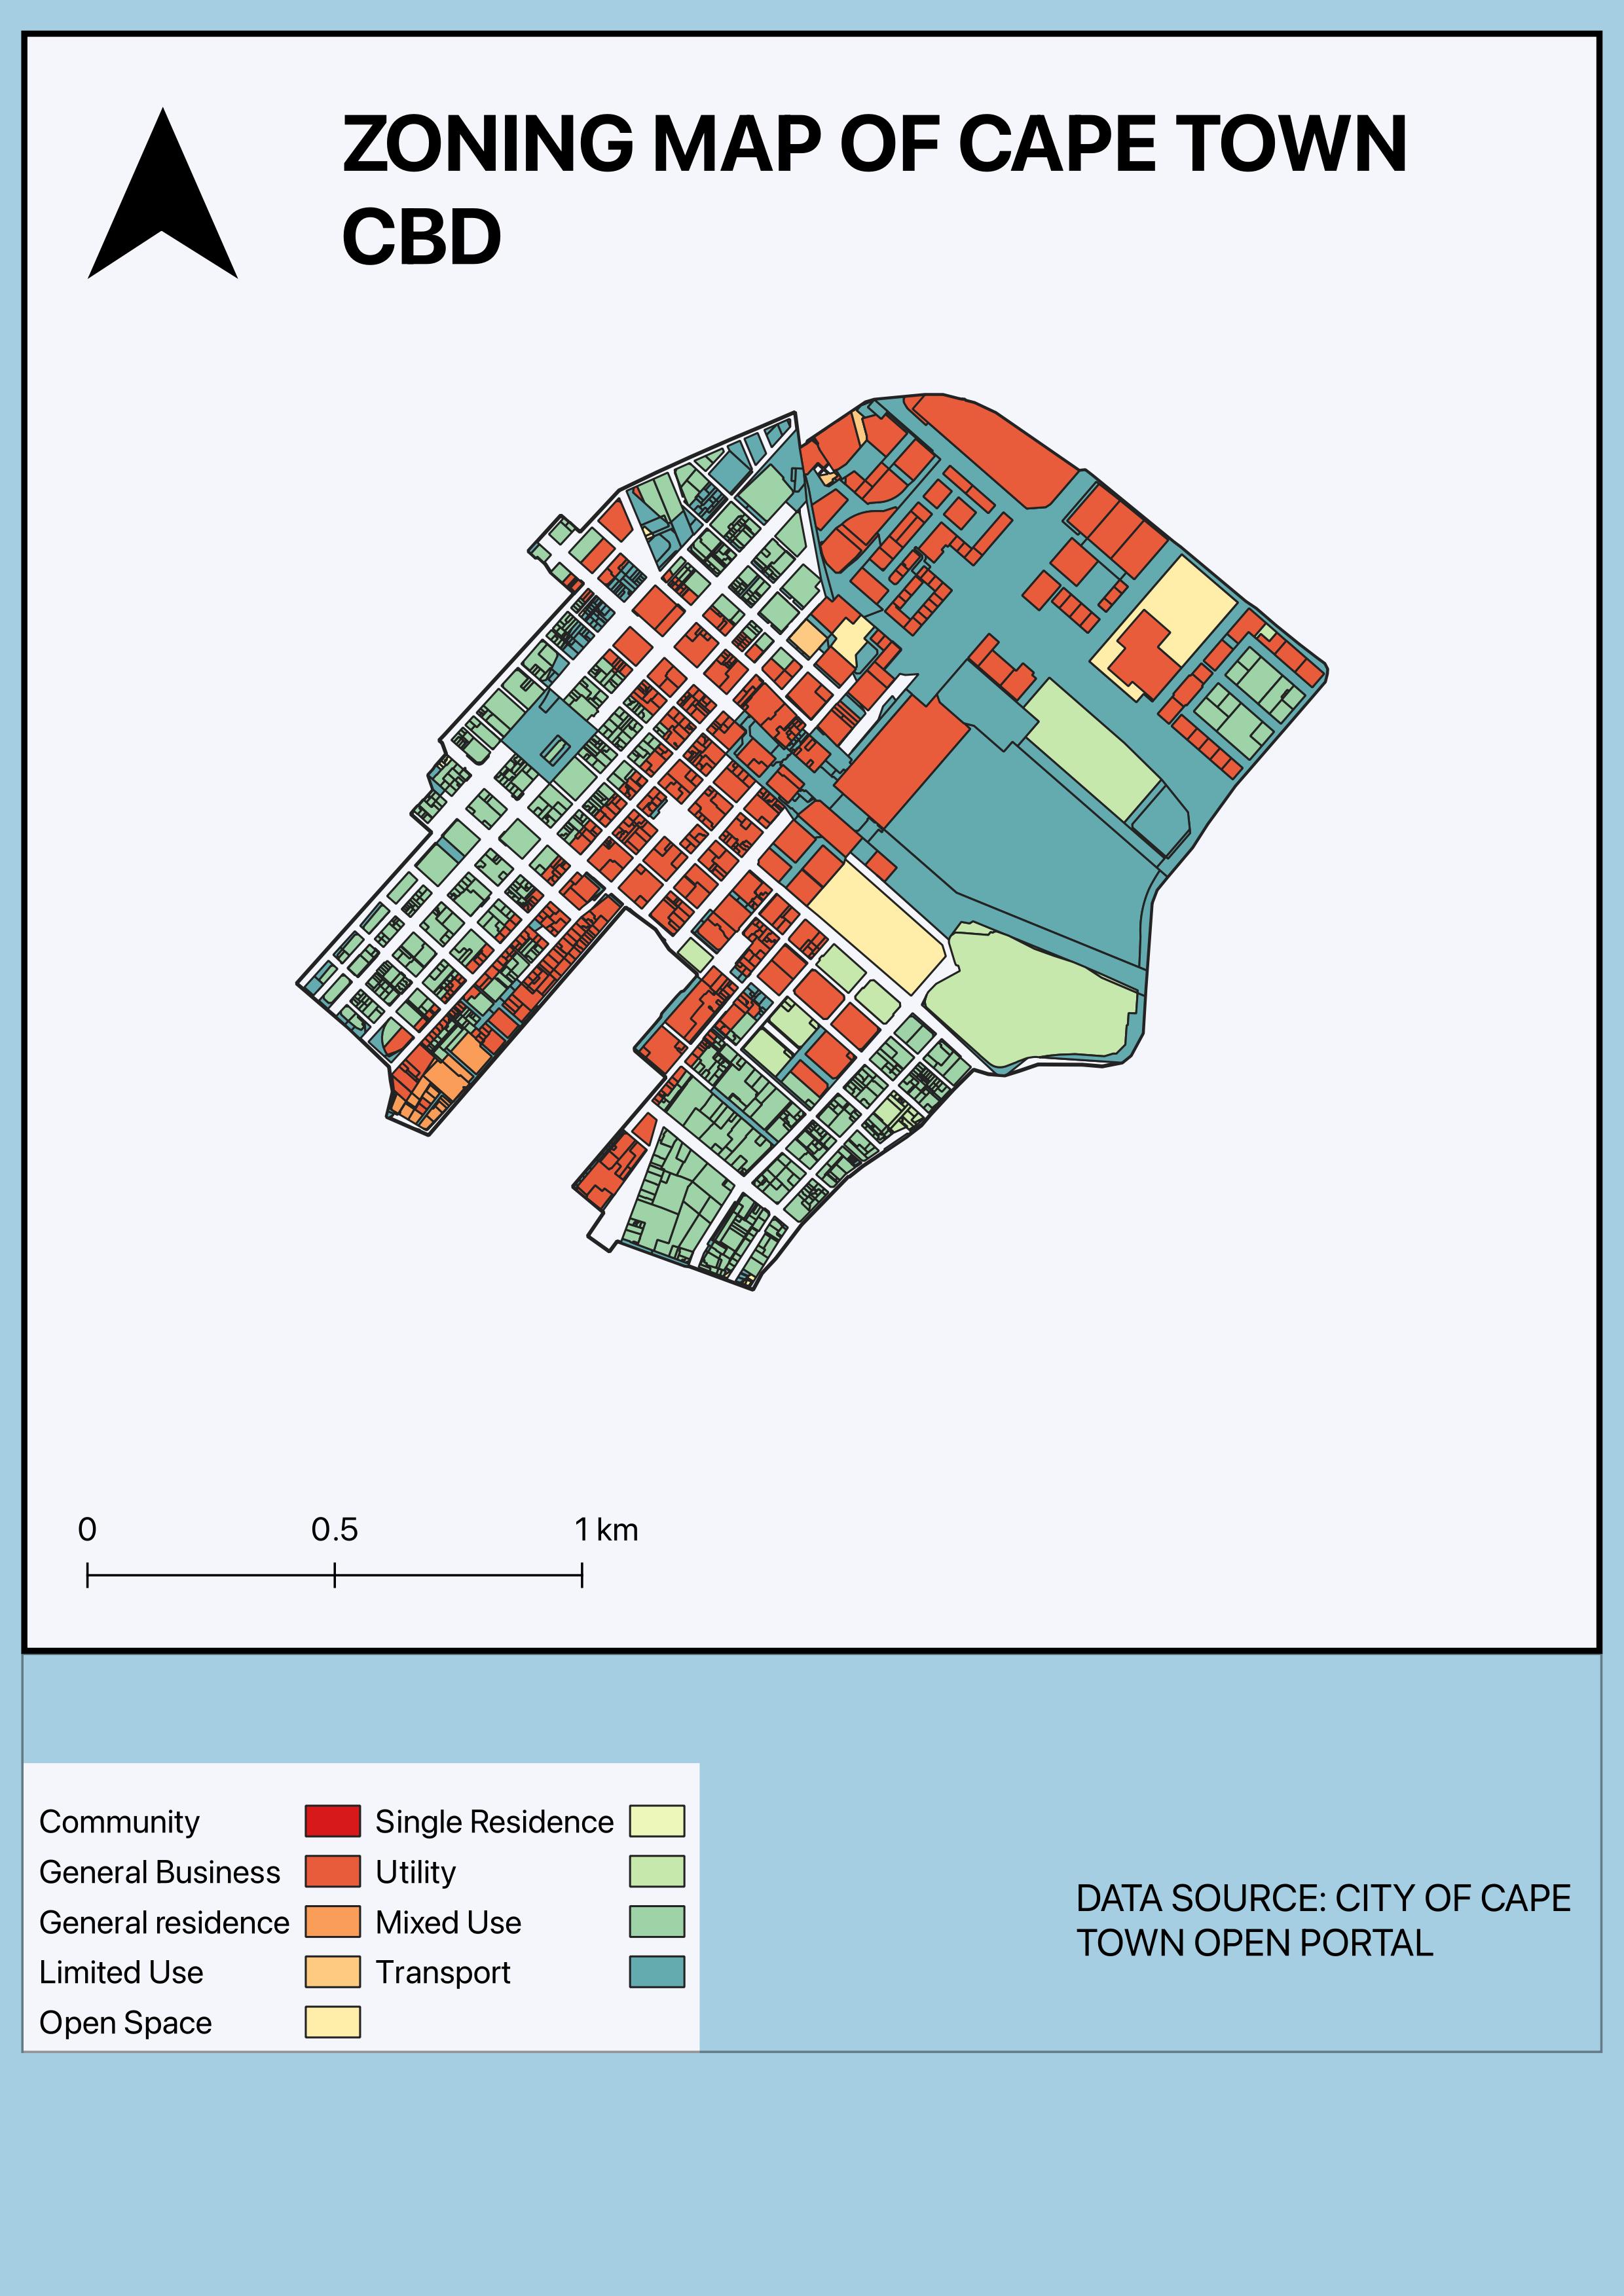 ZONING MAP OF CAPE TOWN
CBD
0 0.5 1 km
Community Single Residence
General Business Utility
General residence Mixed Use
Limited Use Transport
Open Space
DATA SOURCE: CITY OF CAPE
TOWN OPEN PORTAL